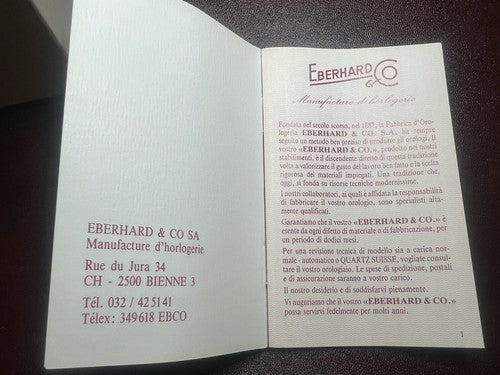 EBERHARD & CO SA
Manufacture d'horlogerie
Rue du Jura 34
CH - 2500 BIENNE 3
Tél. 032 / 425141
Télex: 349618 EBCO
EBERHARD & CO
Manufacture d'horlogerie
Fondata nel secolo scorso, nel 1887, la Fabbrica d'Oro-
logeria EBERHARD & CO. S.A., ha sempre
seguito un metodo ben preciso di produrre gli orologi. Il
vostro «EBERHARD & CO.», prodotto nei nostri
stabilimenti, è il discendente diretto di questa tradizione
volta a valorizzare il gusto del lavoro ben fatto e la scelta
rigorosa dei materiali impiegati. Una tradizione che,
oggi, si fonda su risorse tecniche modernissime.
I nostri collaboratori, ai quali è affidata la responsabilità
di fabbricare il vostro orologio, sono specialisti alta-
mente qualificati.
Garantiamo che il vostro «EBERHARD & CO.» è
esente da ogni difetto di materiale o di fabbricazione, per
un periodo di dodici mesi.
Per una revisione tecnica di modello sia a carica nor-
male - automatico o QUARTZ SUISSE, vogliate consul-
tare il vostro orologiaio. Le spese di spedizione, postali
e di assicurazione saranno a vostro carico.
Il nostro desiderio è di soddisfarvi pienamente.
Vi auguriamo che il vostro «EBERHARD & CO.»
possa servirvi fedelmente per molti anni.
1